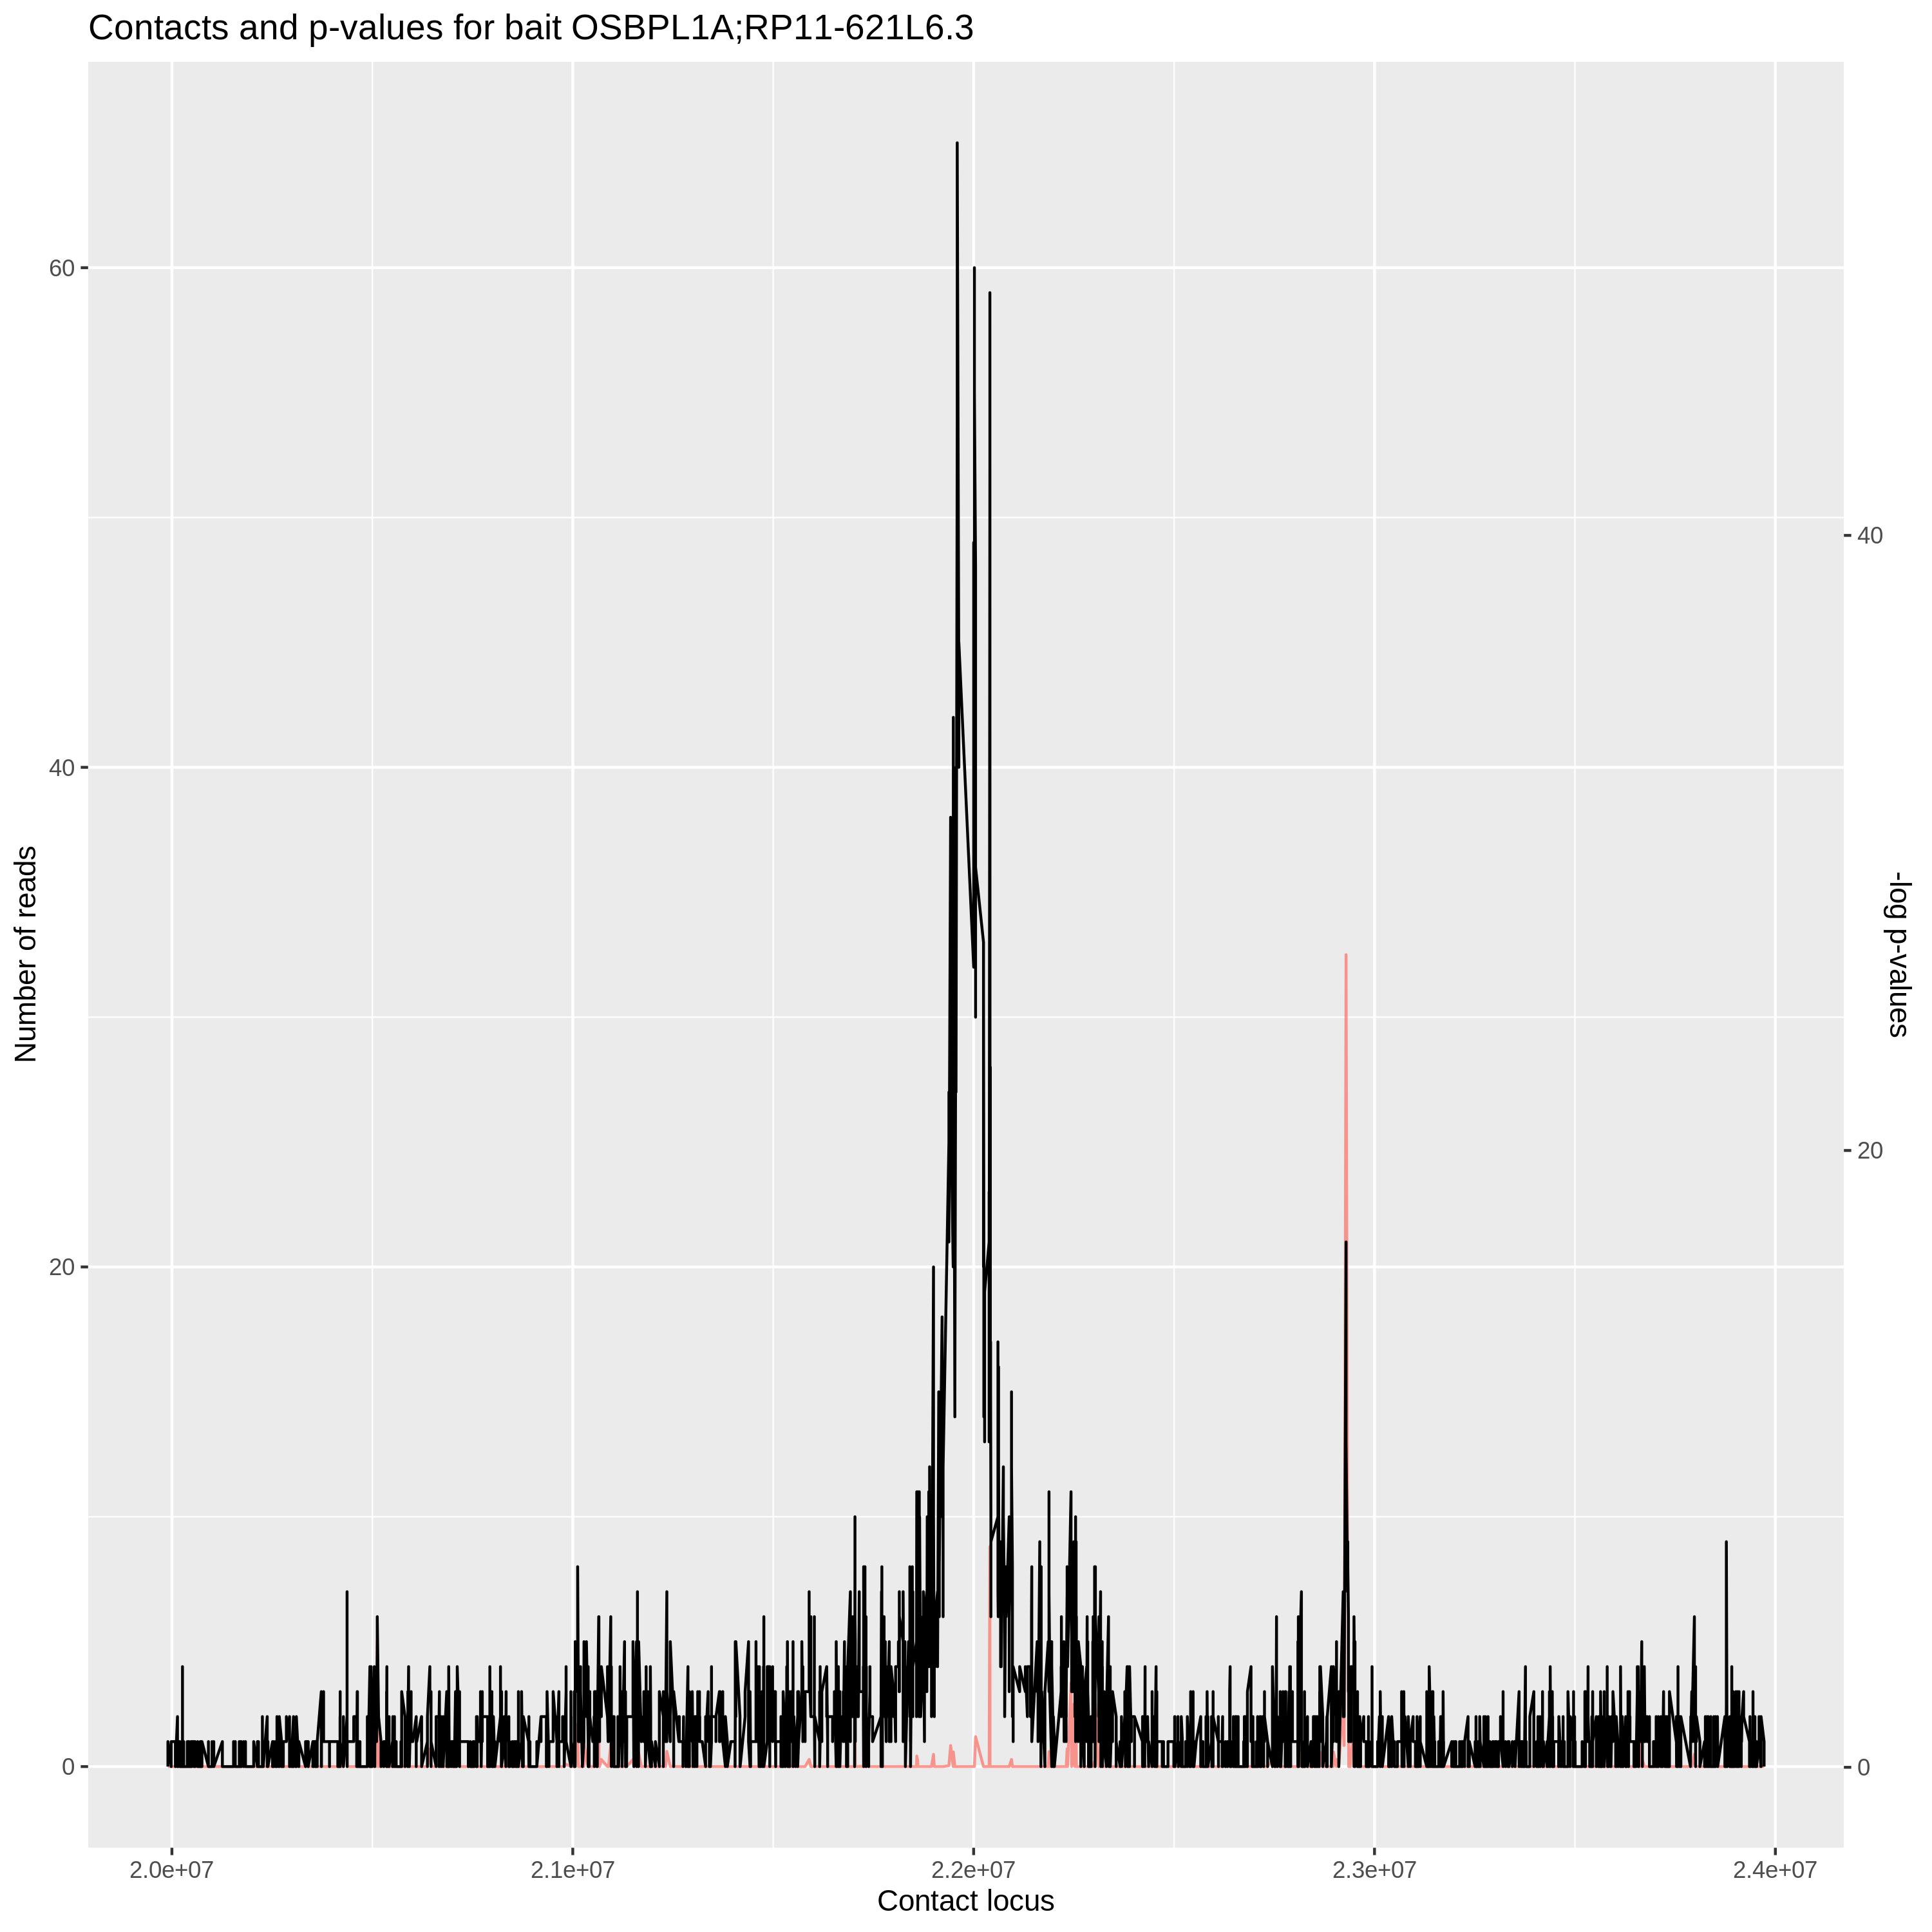 Contacts and p-values for bait OSBPL1A;RP11-621L6.3
60
40
20
0
Number of reads
40
20
0
-log p-values
2.0e+07
2.1e+07
2.2e+07
2.3e+07
2.4e+07
Contact locus